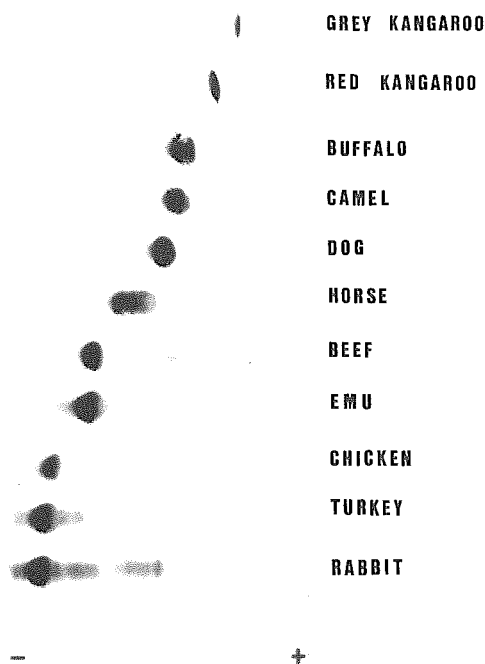 GREY KANGAROO
RED KANGAROO
BUFFALO
CAMEL
DOG
HORSE
BEEF
EMU
CHICKEN
TURKEY
RABBIT
− +